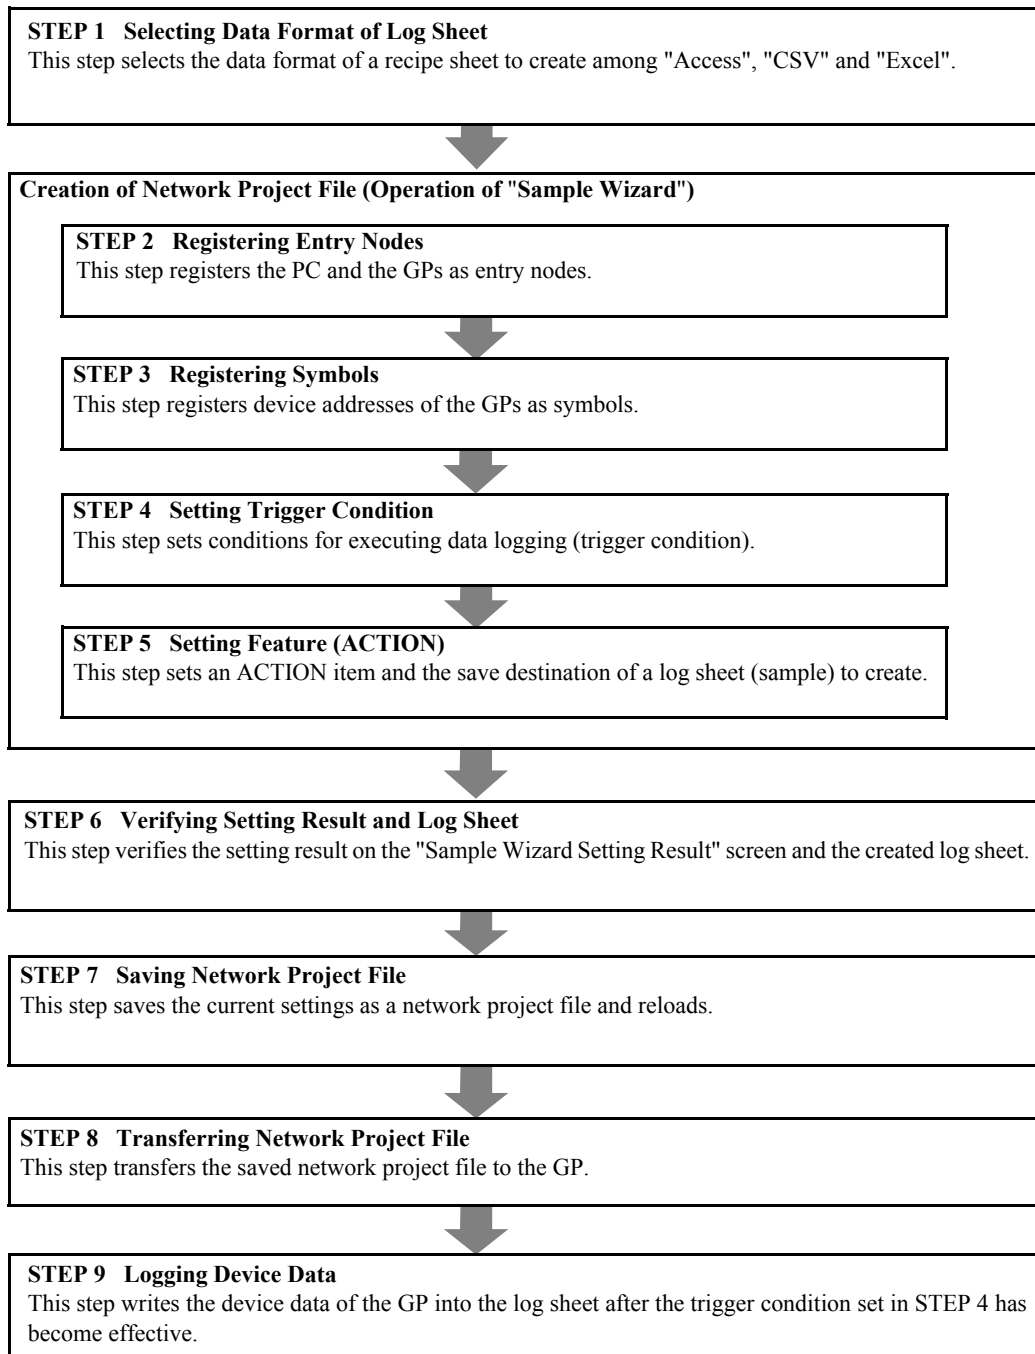 STEP 1 Selecting Data Format of Log Sheet
This step selects the data format of a recipe sheet to create among "Access", "CSV" and "Excel".
Creation of Network Project File (Operation of "Sample Wizard")
STEP 2 Registering Entry Nodes
This step registers the PC and the GPs as entry nodes.
STEP 3 Registering Symbols
This step registers device addresses of the GPs as symbols.
STEP 4 Setting Trigger Condition
This step sets conditions for executing data logging (trigger condition).
STEP 5 Setting Feature (ACTION)
This step sets an ACTION item and the save destination of a log sheet (sample) to create.
STEP 6 Verifying Setting Result and Log Sheet
This step verifies the setting result on the "Sample Wizard Setting Result" screen and the created log sheet.
STEP 7 Saving Network Project File
This step saves the current settings as a network project file and reloads.
STEP 8 Transferring Network Project File
This step transfers the saved network project file to the GP.
STEP 9 Logging Device Data
This step writes the device data of the GP into the log sheet after the trigger condition set in STEP 4 has
become effective.